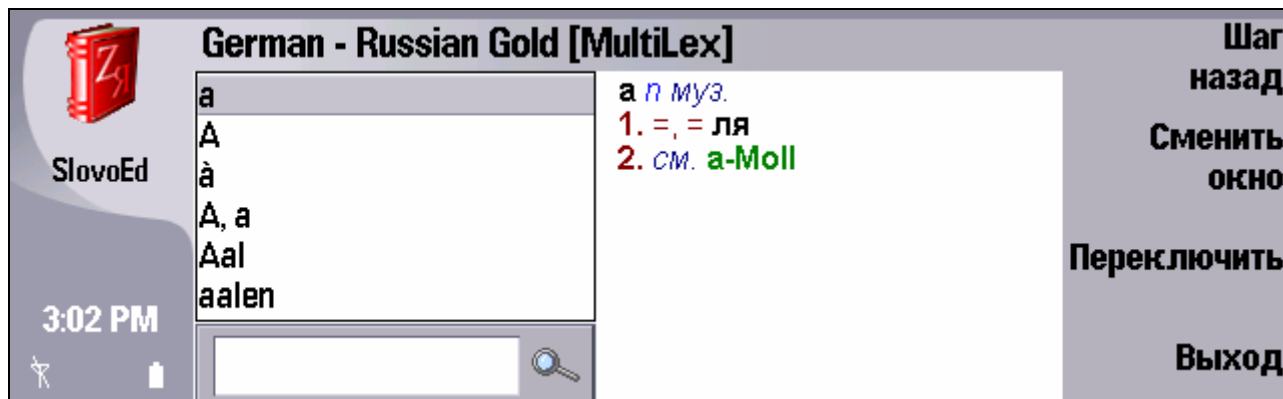 German - Russian Gold [MultiLex]
SlovoEd
3:02 PM
a
A
à
A, a
Aal
aalen
a n муз.
1. =, = ля
2. см. a-Moll
Шаг
назад
Сменить
окно
Переключить
Выход